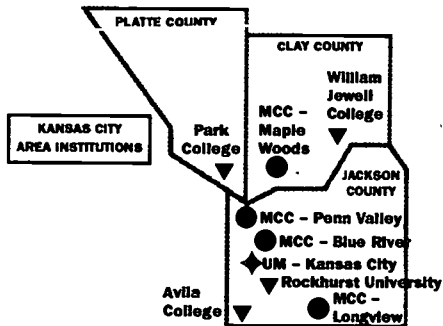 PLATTE COUNTY
CLAY COUNTY
William
Jewell
College
MCC –
Maple
Woods
Park
College
KANSAS CITY
AREA INSTITUTIONS
JACKSON
COUNTY
MCC – Penn Valley
MCC – Blue River
UM – Kansas City
Rockhurst University
Avila
College
MCC –
Longview